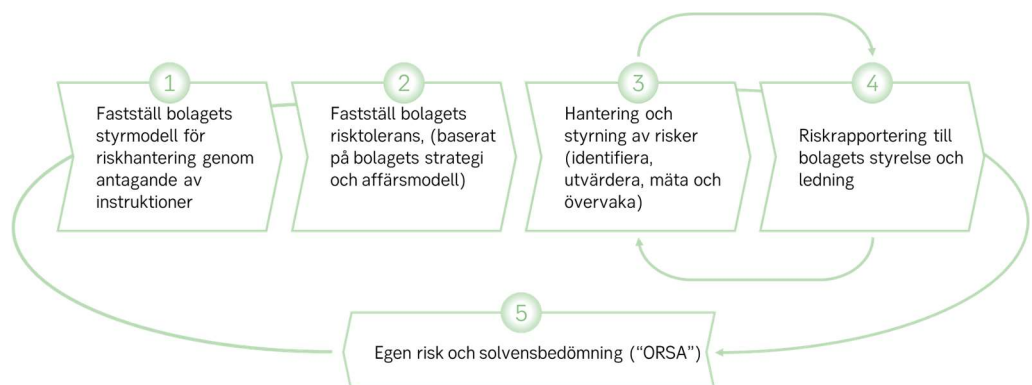 1
Fastställ bolagets
styrmodell för
riskhantering genom
antagande av
instruktioner
2
Fastställ bolagets
risktolerans, (baserat
på bolagets strategi
och affärsmodell)
3
Hantering och
styrning av risker
(identifiera,
utvärdera, mäta och
övervaka)
4
Riskrapportering till
bolagets styrelse och
ledning
5
Egen risk och solvensbedömning (“ORSA”)